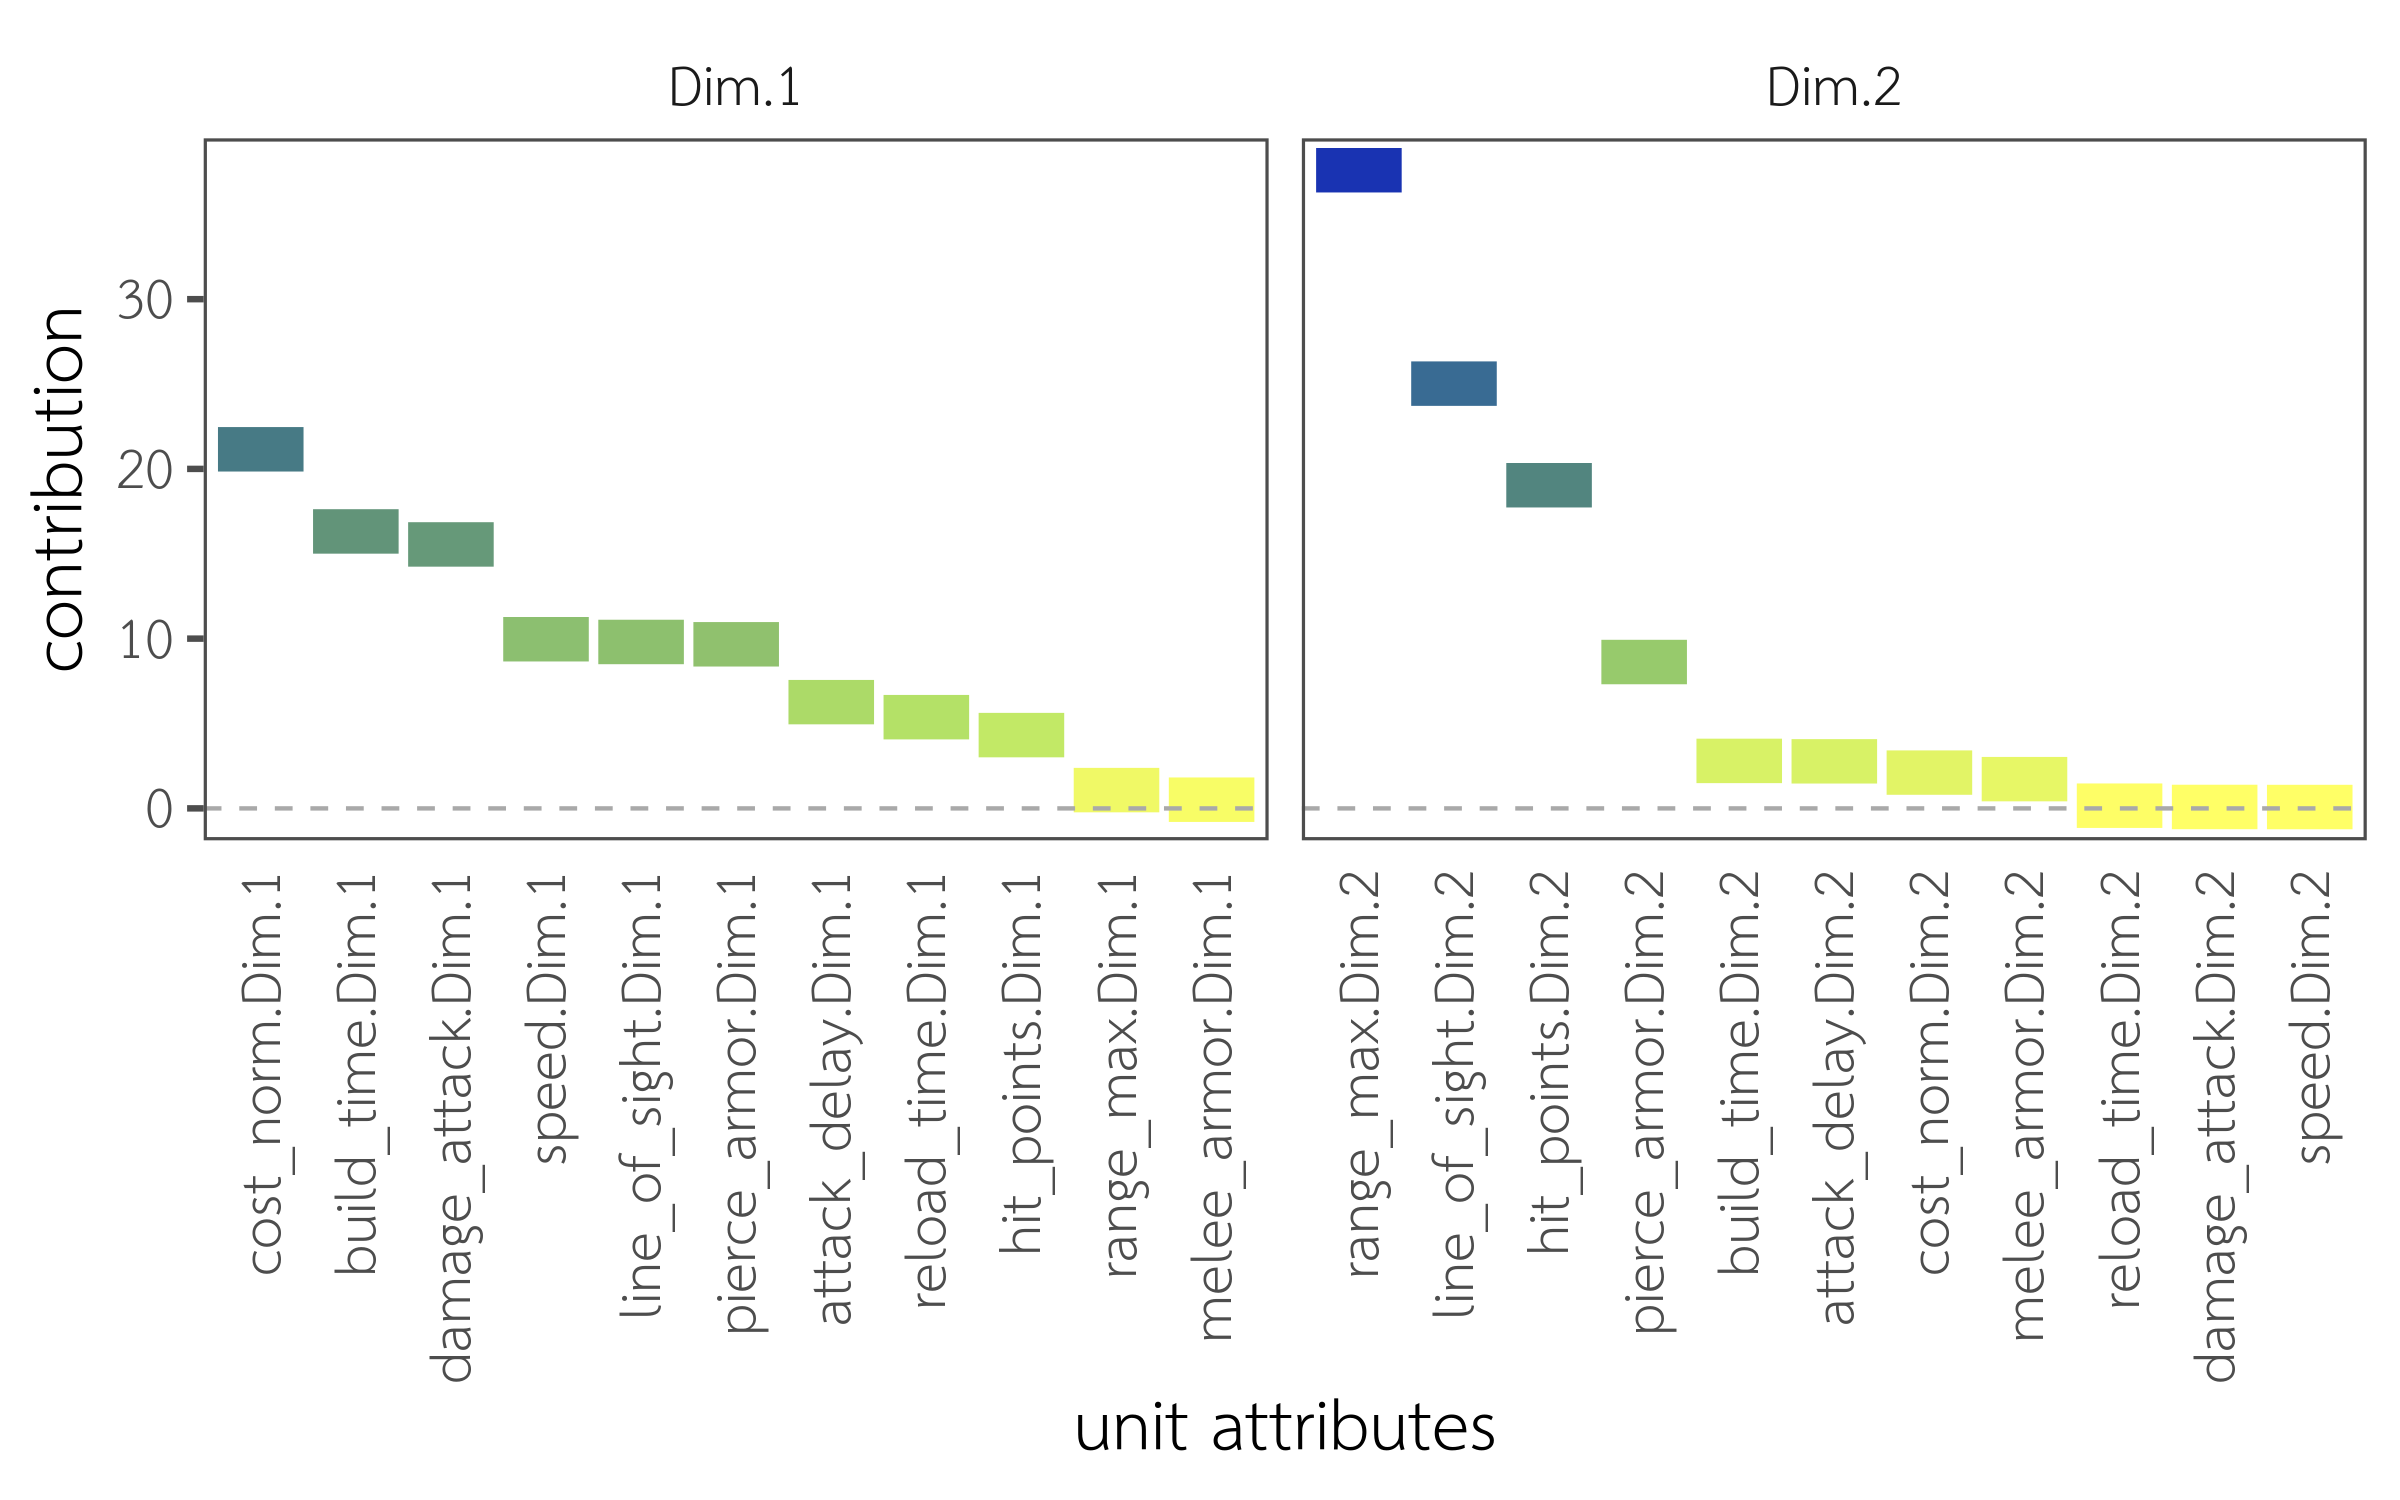 Dim.1
Dim.2
contribution
30
20
10
0
cost_norm.Dim.1
build_time.Dim.1
damage_attack.Dim.1
speed.Dim.1
line_of_sight.Dim.1
pierce_armor.Dim.1
attack_delay.Dim.1
reload_time.Dim.1
hit_points.Dim.1
range_max.Dim.1
melee_armor.Dim.1
range_max.Dim.2
line_of_sight.Dim.2
hit_points.Dim.2
pierce_armor.Dim.2
build_time.Dim.2
attack_delay.Dim.2
cost_norm.Dim.2
melee_armor.Dim.2
reload_time.Dim.2
damage_attack.Dim.2
speed.Dim.2
unit attributes